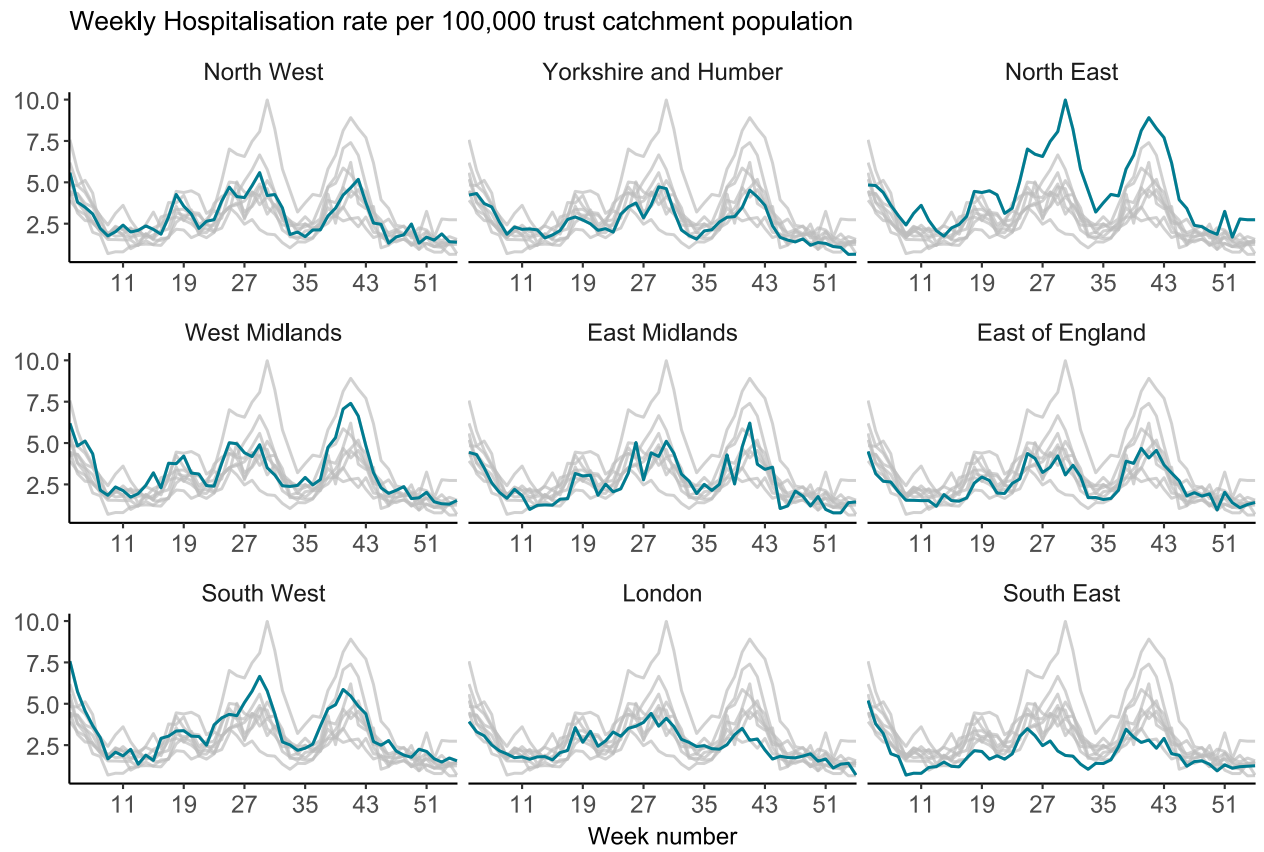 Weekly Hospitalisation rate per 100,000 trust catchment population
North West Yorkshire and Humber North East
10.0
7.5
5.0
2.5
11 19 27 35 43 51 11 19 27 35 43 51 11 19 27 35 43 51
West Midlands East Midlands East of England
10.0
7.5
5.0
2.5
11 19 27 35 43 51 11 19 27 35 43 51 11 19 27 35 43 51
South West London South East
10.0
7.5
5.0
2.5
11 19 27 35 43 51 11 19 27 35 43 51 11 19 27 35 43 51
Week number